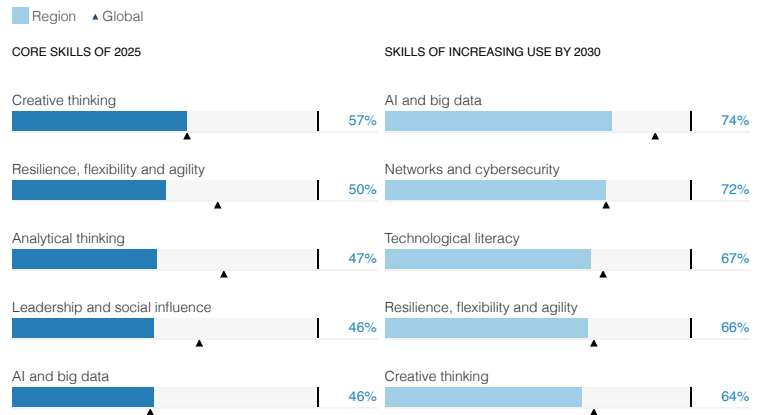 Region Global
CORE SKILLS OF 2025
Creative thinking
57%
Resilience, flexibility and agility
50%
Analytical thinking
47%
Leadership and social influence
46%
AI and big data
46%
SKILLS OF INCREASING USE BY 2030
AI and big data
74%
Networks and cybersecurity
72%
Technological literacy
67%
Resilience, flexibility and agility
66%
Creative thinking
64%